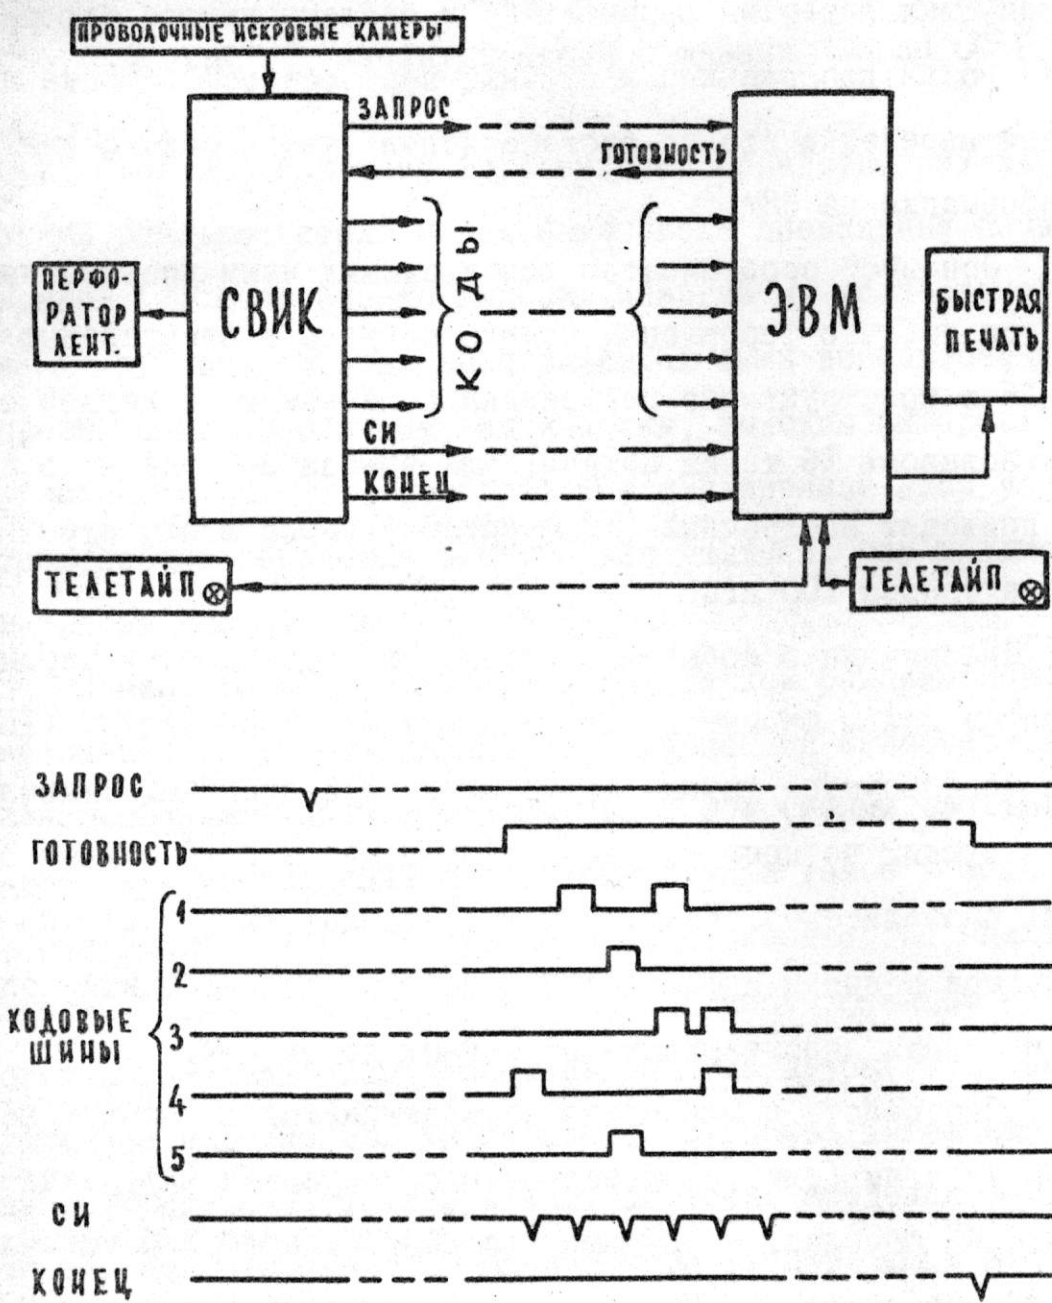 ПРОВОЛОЧНЫЕ ИСКРОВЫЕ КАМЕРЫ
ЗАПРОС
ГОТОВНОСТЬ
ПЕРФО-
РАТОР
ЛЕНТ.
СВИК
КОДЫ
ЭВМ
БЫСТРАЯ
ПЕЧАТЬ
СИ
КОНЕЦ
ТЕЛЕТАЙП
ТЕЛЕТАЙП
ЗАПРОС
ГОТОВНОСТЬ
КОДОВЫЕ
ШИНЫ
1
2
3
4
5
СИ
КОНЕЦ